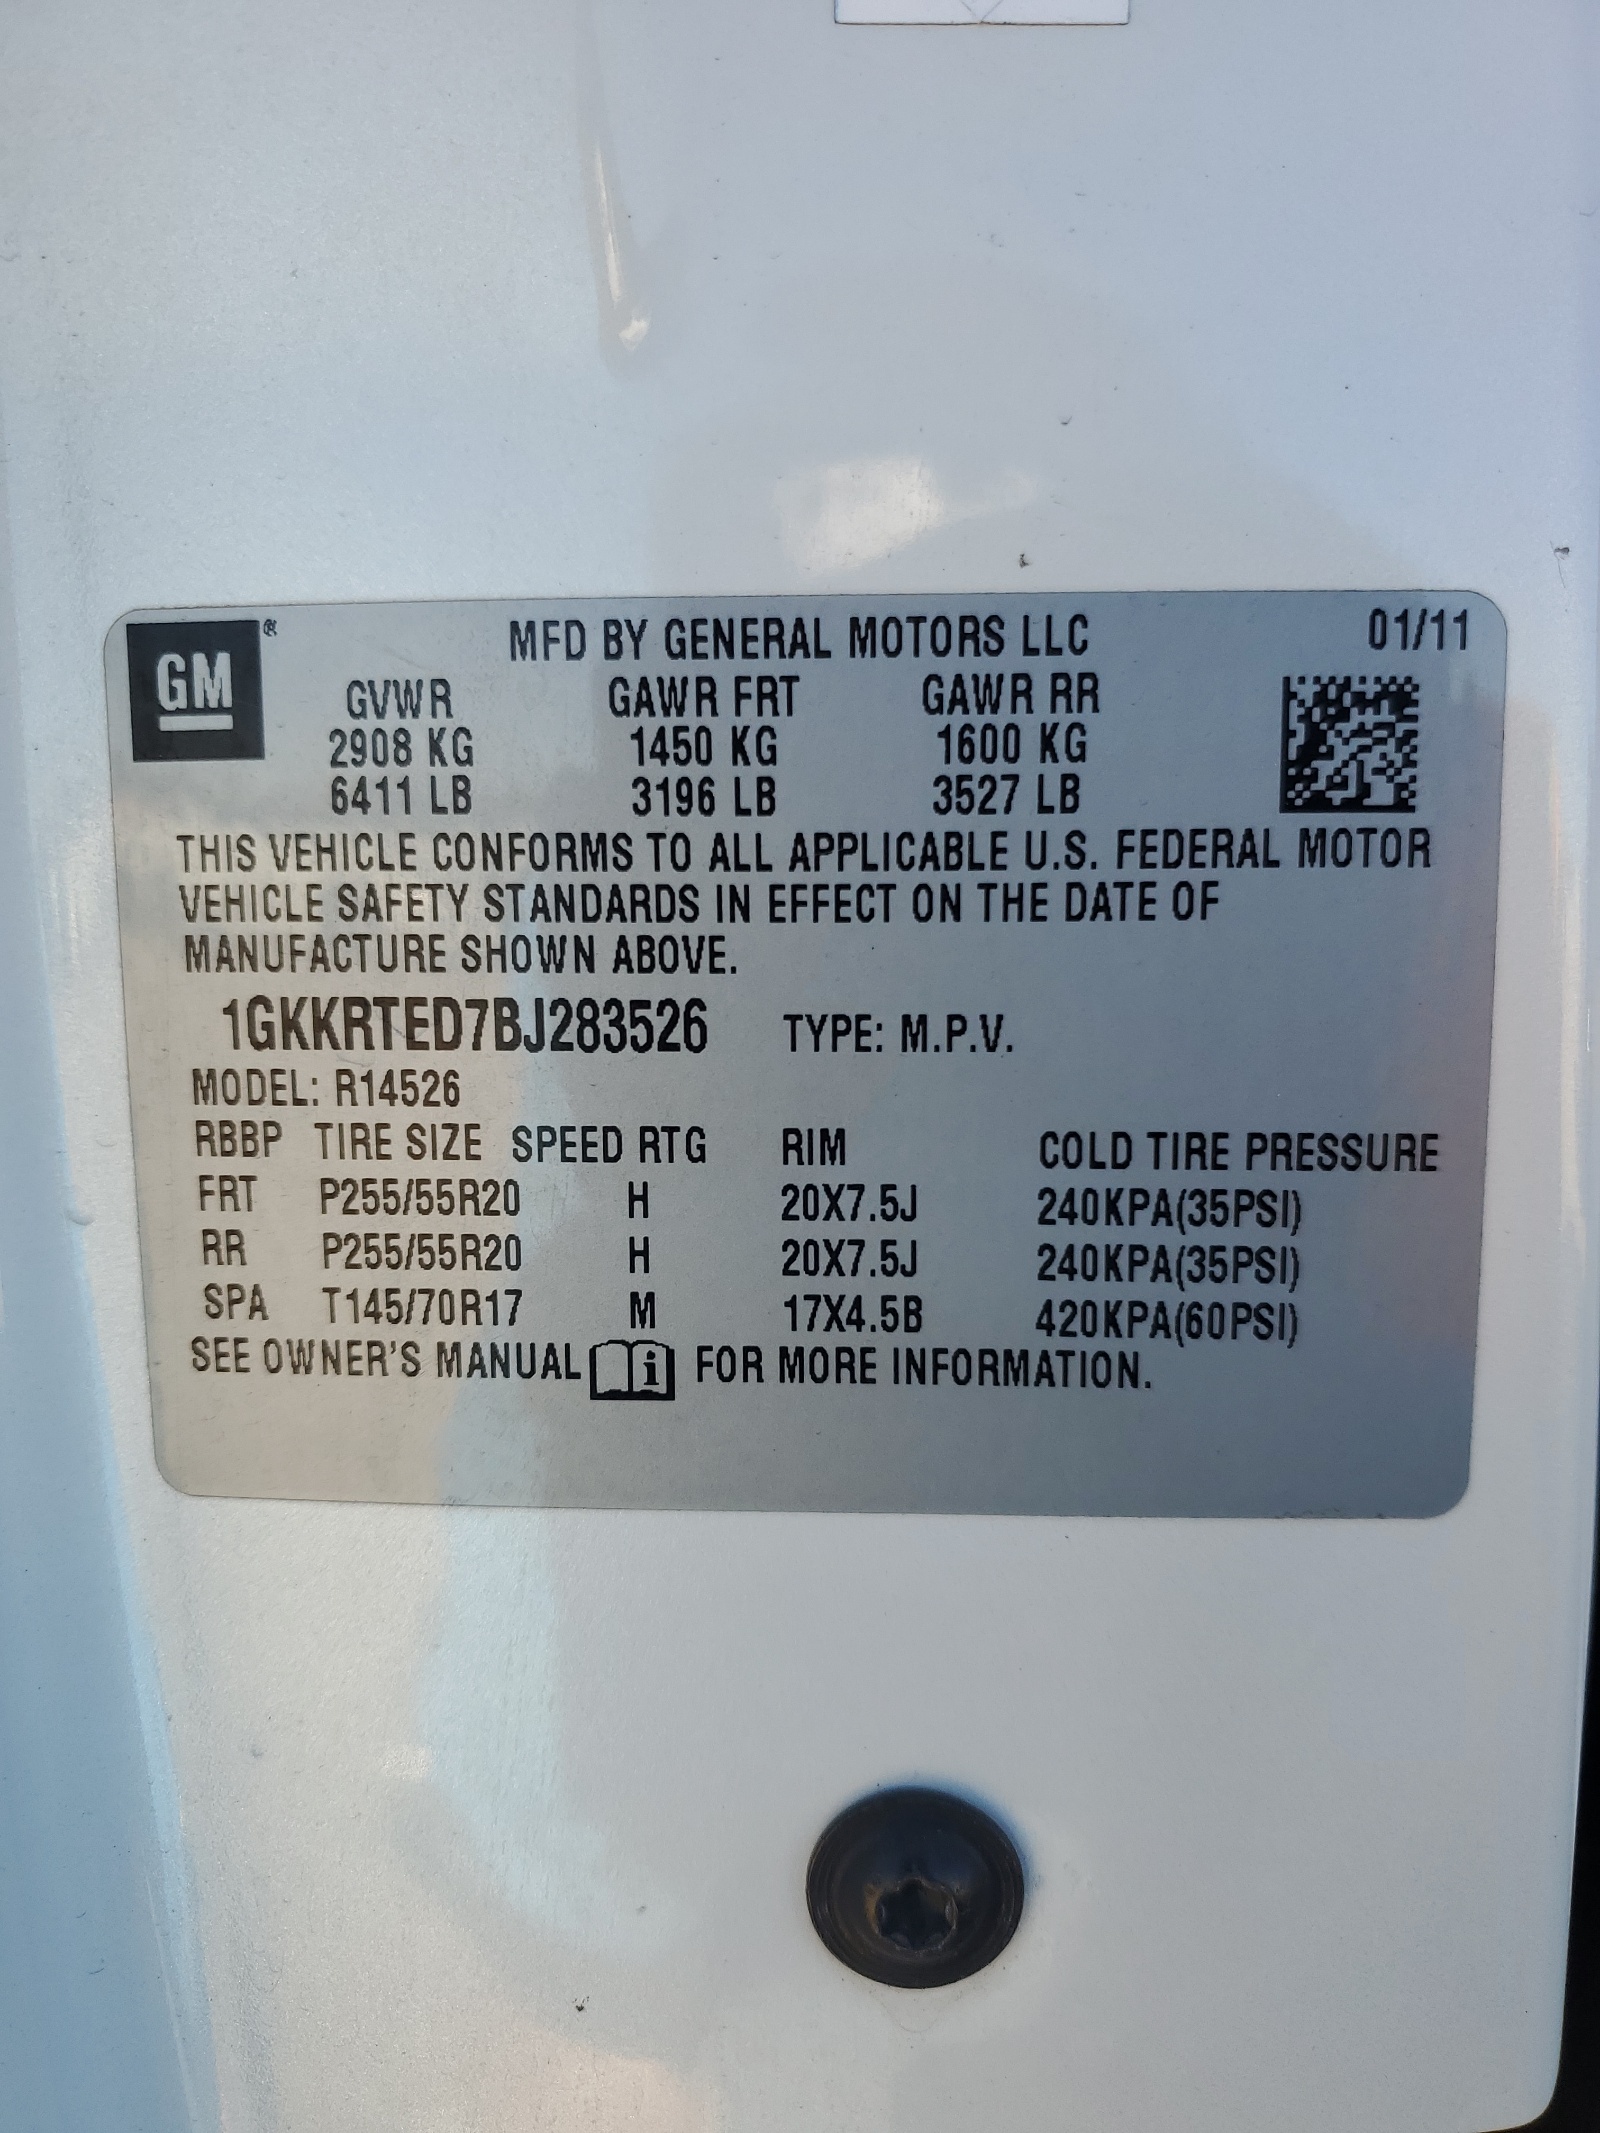 GM ®
MFD BY GENERAL MOTORS LLC 01/11
GVWR GAWR FRT GAWR RR
2908 KG 1450 KG 1600 KG
6411 LB 3196 LB 3527 LB
THIS VEHICLE CONFORMS TO ALL APPLICABLE U.S. FEDERAL MOTOR
VEHICLE SAFETY STANDARDS IN EFFECT ON THE DATE OF
MANUFACTURE SHOWN ABOVE.
1GKKRTED7BJ283526 TYPE: M.P.V.
MODEL: R14526
RBBP TIRE SIZE SPEED RTG RIM COLD TIRE PRESSURE
FRT P255/55R20 H 20X7.5J 240KPA(35PSI)
RR P255/55R20 H 20X7.5J 240KPA(35PSI)
SPA T145/70R17 M 17X4.5B 420KPA(60PSI)
SEE OWNER'S MANUAL i FOR MORE INFORMATION.